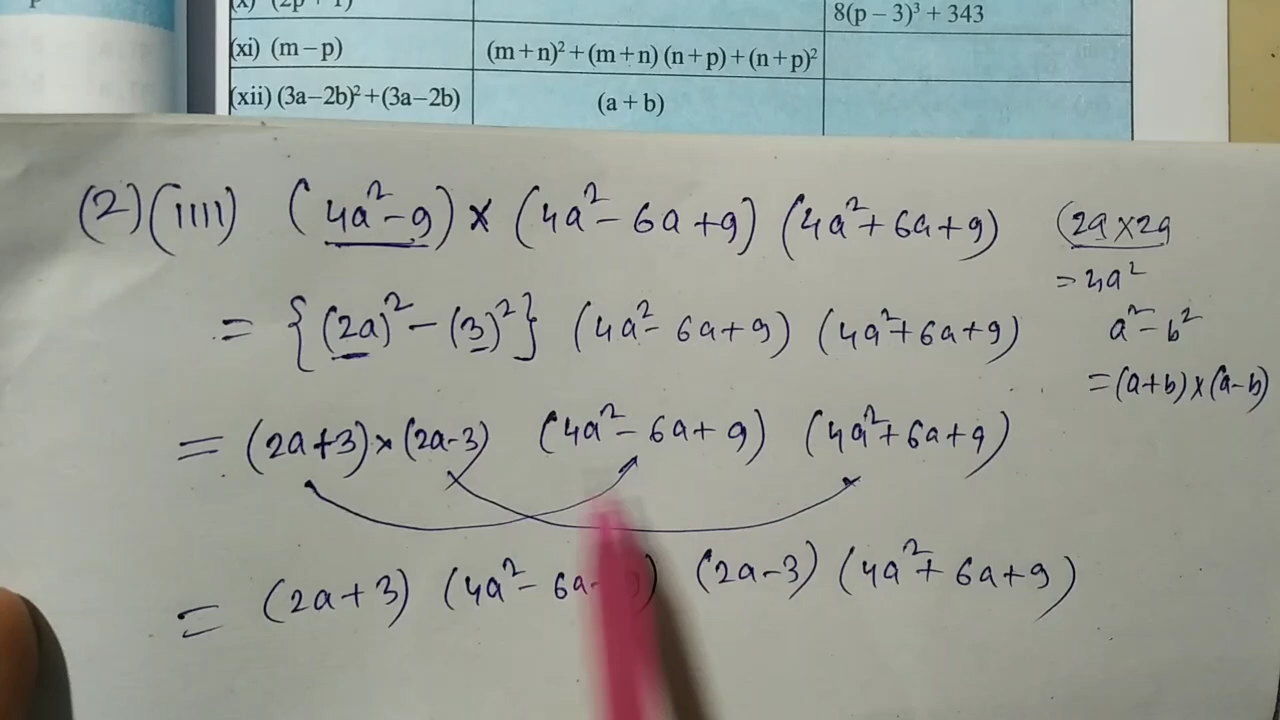 (x) (2p + 1)
8(p – 3)³ + 343
(xi) (m – p) (m + n)² + (m + n) (n + p) + (n + p)²
(xii) (3a – 2b)² + (3a – 2b) (a + b)
(2)(iiii) (4a² - 9) × (4a² - 6a + 9) (4a² + 6a + 9) (2a × 2a
= 4a²
= {(2a)² - (3)²} (4a² - 6a + 9) (4a² + 6a + 9) a² - b²
= (a+b) × (a-b)
= (2a+3) × (2a-3) (4a² - 6a + 9) (4a² + 6a + 9)
= (2a+3) (4a² - 6a ) (2a-3) (4a² + 6a + 9)